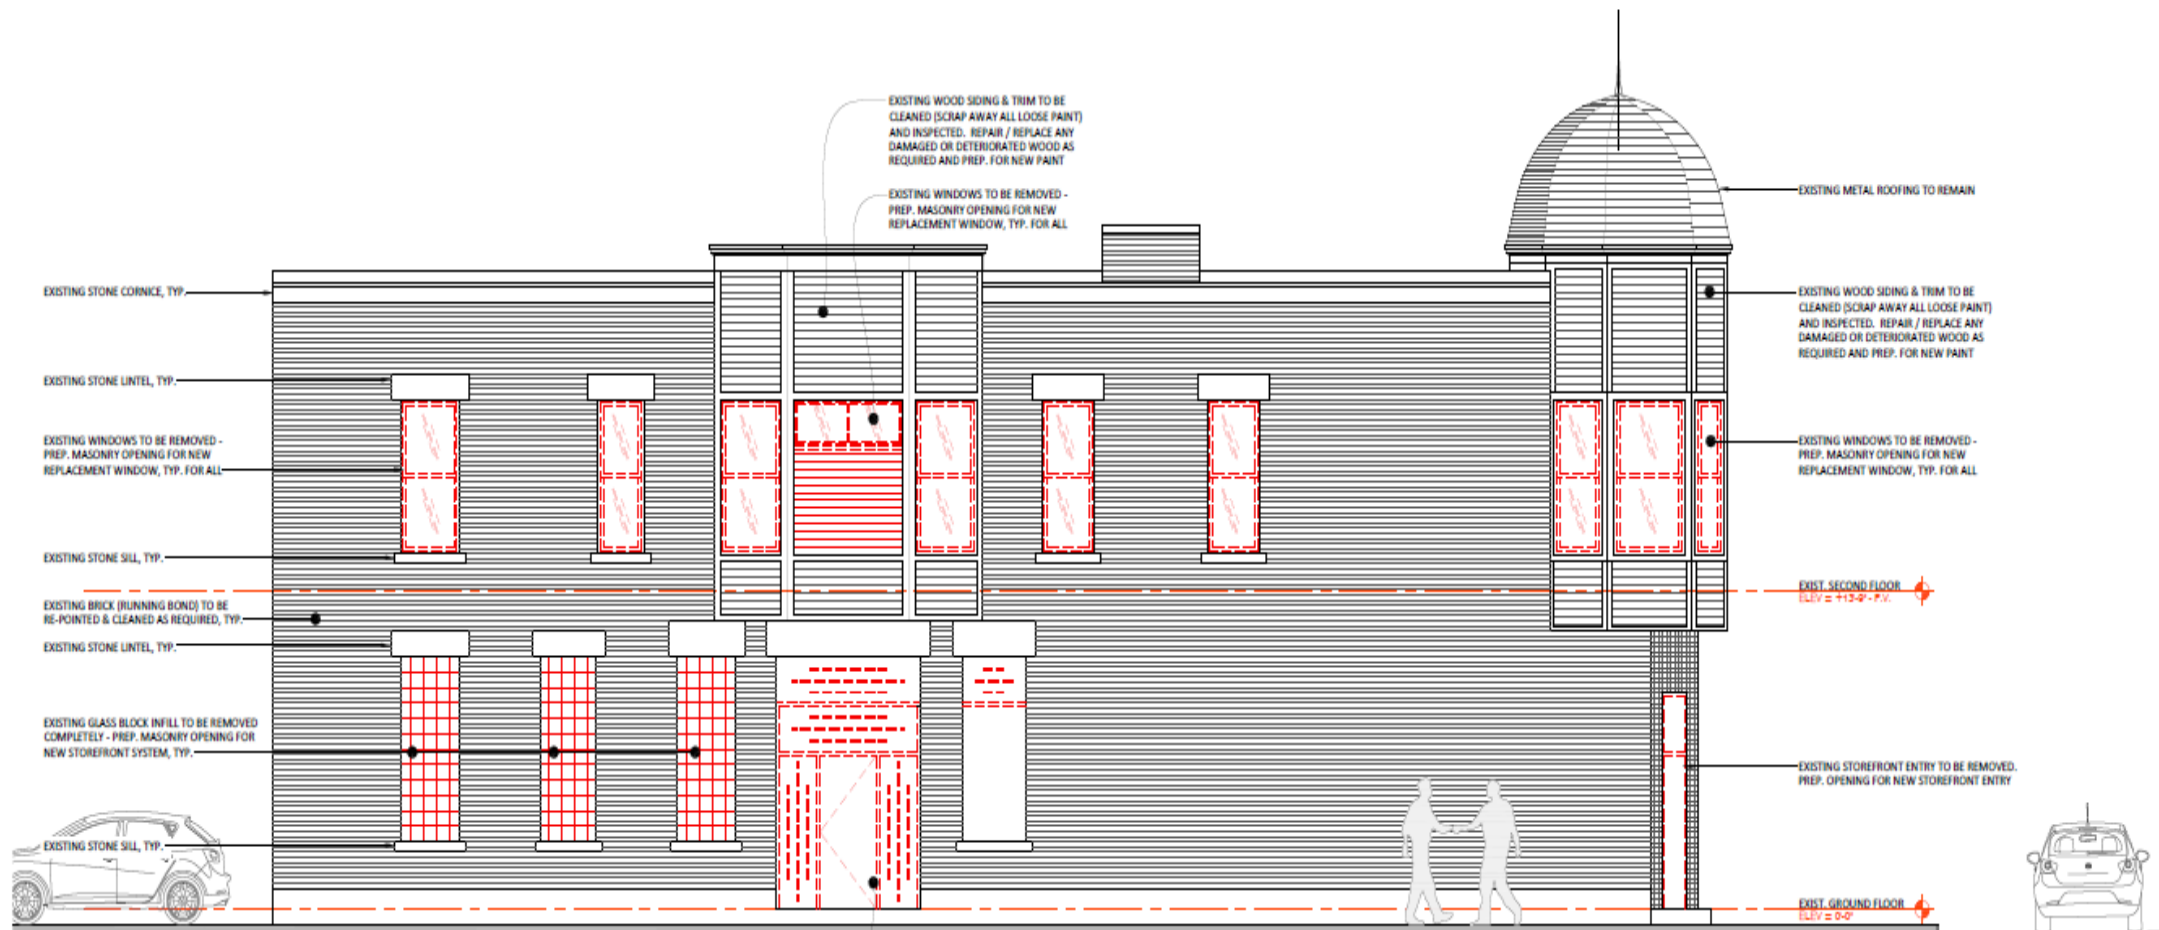 EXISTING WOOD SIDING & TRIM TO BE
CLEANED (SCRAP AWAY ALL LOOSE PAINT)
AND INSPECTED. REPAIR / REPLACE ANY
DAMAGED OR DETERIORATED WOOD AS
REQUIRED AND PREP. FOR NEW PAINT
EXISTING WINDOWS TO BE REMOVED -
PREP. MASONRY OPENING FOR NEW
REPLACEMENT WINDOW, TYP. FOR ALL
EXISTING STONE CORNICE, TYP.
EXISTING STONE LINTEL, TYP.
EXISTING WINDOWS TO BE REMOVED -
PREP. MASONRY OPENING FOR NEW
REPLACEMENT WINDOW, TYP. FOR ALL
EXISTING STONE SILL, TYP.
EXISTING BRICK (RUNNING BOND) TO BE
RE-POINTED & CLEANED AS REQUIRED, TYP.
EXISTING STONE LINTEL, TYP.
EXISTING GLASS BLOCK INFILL TO BE REMOVED
COMPLETELY - PREP. MASONRY OPENING FOR
NEW STOREFRONT SYSTEM, TYP.
EXISTING STONE SILL, TYP.
EXISTING METAL ROOFING TO REMAIN
EXISTING WOOD SIDING & TRIM TO BE
CLEANED (SCRAP AWAY ALL LOOSE PAINT)
AND INSPECTED. REPAIR / REPLACE ANY
DAMAGED OR DETERIORATED WOOD AS
REQUIRED AND PREP. FOR NEW PAINT
EXISTING WINDOWS TO BE REMOVED -
PREP. MASONRY OPENING FOR NEW
REPLACEMENT WINDOW, TYP. FOR ALL
EXIST. SECOND FLOOR
ELEV = +13-9" - F.V.
EXISTING STOREFRONT ENTRY TO BE REMOVED.
PREP. OPENING FOR NEW STOREFRONT ENTRY
EXIST. GROUND FLOOR
ELEV = 0-0"